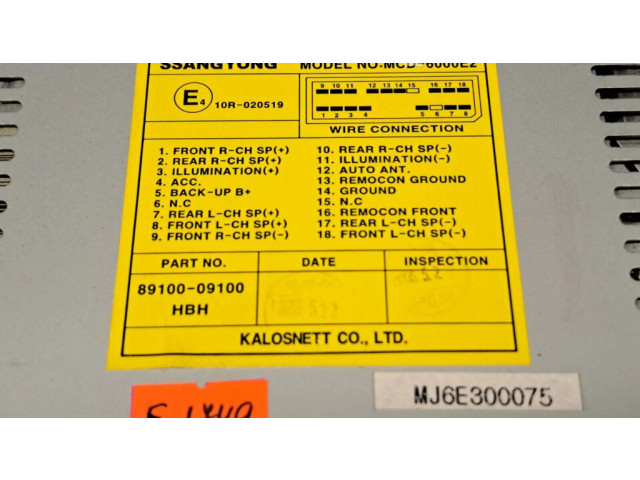 SSANGYONG MODEL NO:MCD-6000E2
E4 10R-020519
9 10 11 12 13 14 15 16 17 18
1 2 3 4 5 6 7 8
WIRE CONNECTION
1. FRONT R-CH SP(+)
2. REAR R-CH SP(+)
3. ILLUMINATION(+)
4. ACC.
5. BACK-UP B+
6. N.C
7. REAR L-CH SP(+)
8. FRONT L-CH SP(+)
9. FRONT R-CH SP(-)
10. REAR R-CH SP(-)
11. ILLUMINATION(-)
12. AUTO ANT.
13. REMOCON GROUND
14. GROUND
15. N.C
16. REMOCON FRONT
17. REAR L-CH SP(-)
18. FRONT L-CH SP(-)
PART NO. DATE INSPECTION
89100-09100
HBH
KALOSNETT CO., LTD.
MJ6E300075